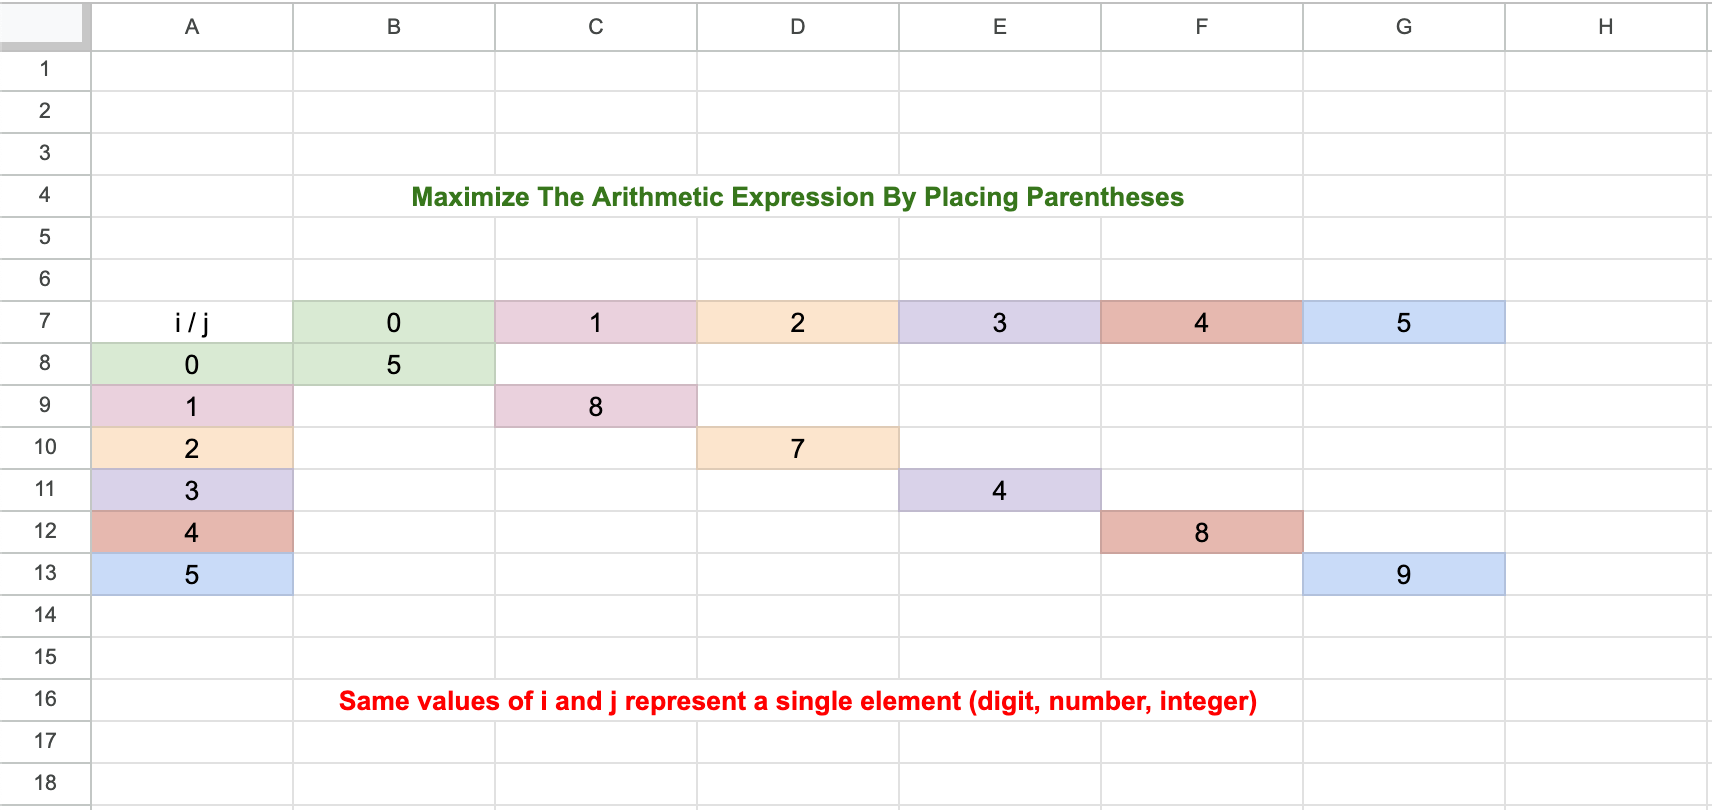 A B C D E F G H
1
2
3
4 Maximize The Arithmetic Expression By Placing Parentheses
5
6
7 i / j 0 1 2 3 4 5
8 0 5
9 1 8
10 2 7
11 3 4
12 4 8
13 5 9
14
15
16 Same values of i and j represent a single element (digit, number, integer)
17
18